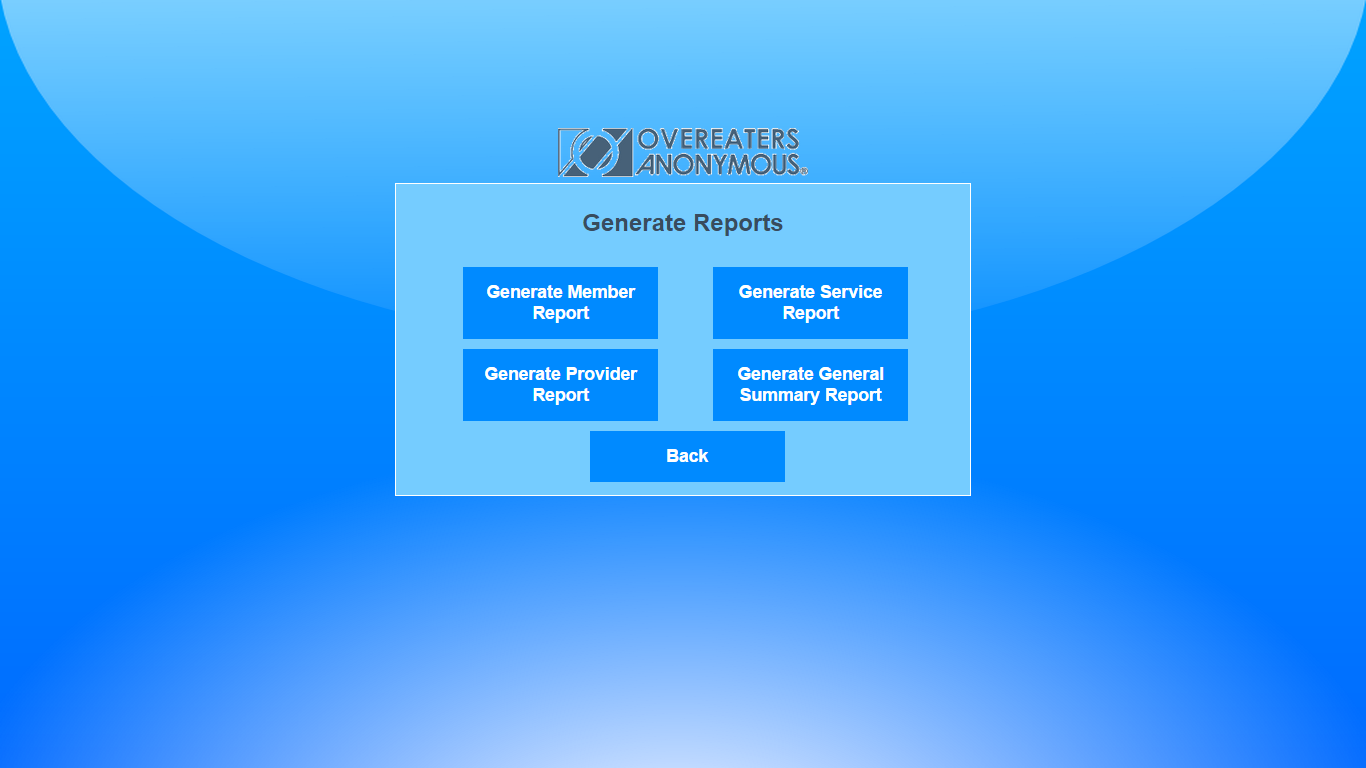 OVEREATERS
ANONYMOUS®
Generate Reports
Generate Member
Report
Generate Service
Report
Generate Provider
Report
Generate General
Summary Report
Back